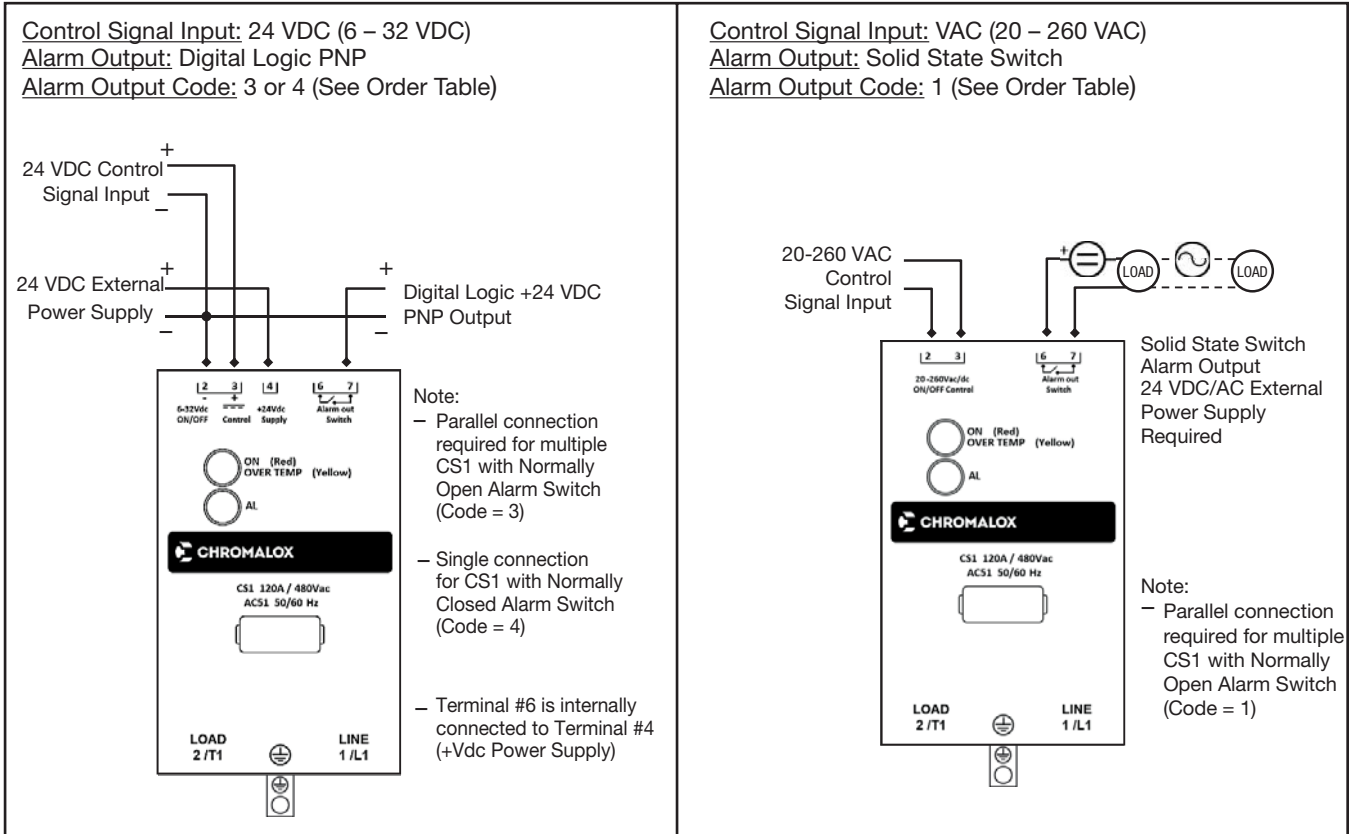 Control Signal Input: 24 VDC (6 – 32 VDC)
Alarm Output: Digital Logic PNP
Alarm Output Code: 3 or 4 (See Order Table)
+
24 VDC Control
Signal Input
–
+
24 VDC External
Power Supply
–
+
Digital Logic +24 VDC
PNP Output
–
2 3 4 6 7
- +
6-32Vdc
ON/OFF Control
+24Vdc
Supply
Alarm out
Switch
ON (Red)
OVER TEMP (Yellow)
AL
CHROMALOX
CS1 120A / 480Vac
AC51 50/60 Hz
LOAD
2 /T1
LINE
1 /L1
Note:
– Parallel connection
required for multiple
CS1 with Normally
Open Alarm Switch
(Code = 3)
– Single connection
for CS1 with Normally
Closed Alarm Switch
(Code = 4)
– Terminal #6 is internally
connected to Terminal #4
(+Vdc Power Supply)
Control Signal Input: VAC (20 – 260 VAC)
Alarm Output: Solid State Switch
Alarm Output Code: 1 (See Order Table)
20-260 VAC
Control
Signal Input
+
LOAD
LOAD
2 3 6 7
20-260Vac/dc
ON/OFF Control
Alarm out
Switch
ON (Red)
OVER TEMP (Yellow)
AL
CHROMALOX
CS1 120A / 480Vac
AC51 50/60 Hz
LOAD
2 /T1
LINE
1 /L1
Solid State Switch
Alarm Output
24 VDC/AC External
Power Supply
Required
Note:
– Parallel connection
required for multiple
CS1 with Normally
Open Alarm Switch
(Code = 1)